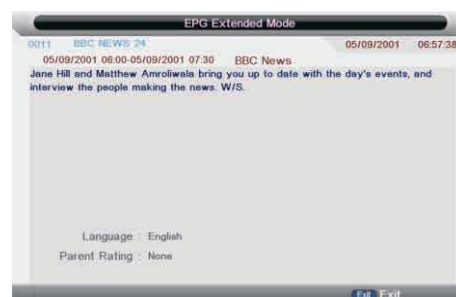 EPG Extended Mode
0011 BBC NEWS 24 05/09/2001 06:57:38
05/09/2001 06:00-05/09/2001 07:30 BBC News
Jane Hill and Matthew Amroliwala bring you up to date with the day's events, and
interview the people making the news. W/S.
Language : English
Parent Rating : None
Exit Exit